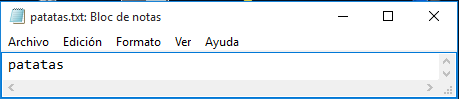 patatas.txt: Bloc de notas
Archivo Edición Formato Ver Ayuda
patatas